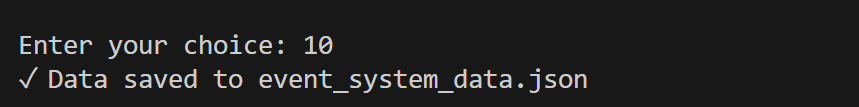 Enter your choice: 10
✓ Data saved to event_system_data.json